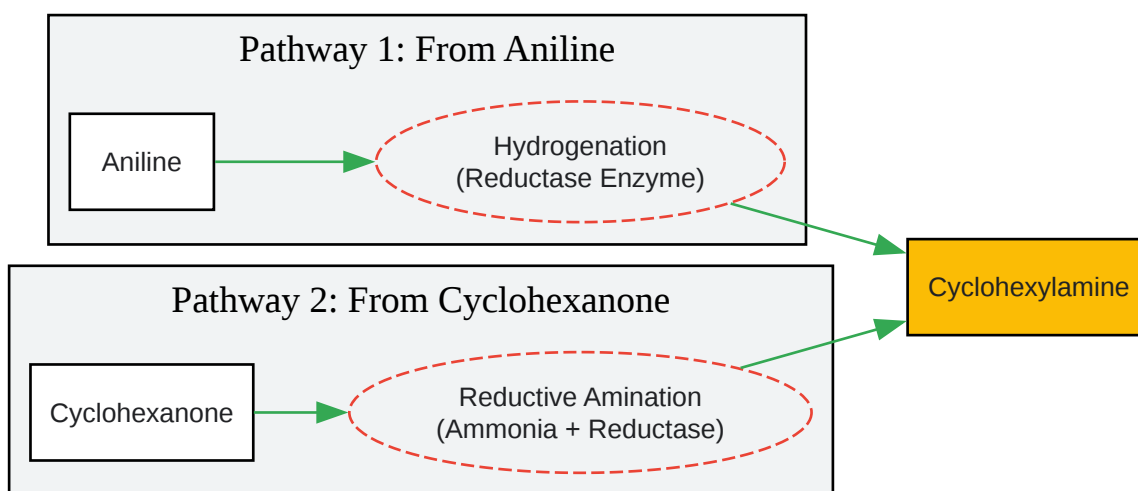 Pathway 1: From Aniline
Aniline
Hydrogenation
(Reductase Enzyme)
Cyclohexylamine
Pathway 2: From Cyclohexanone
Cyclohexanone
Reductive Amination
(Ammonia + Reductase)